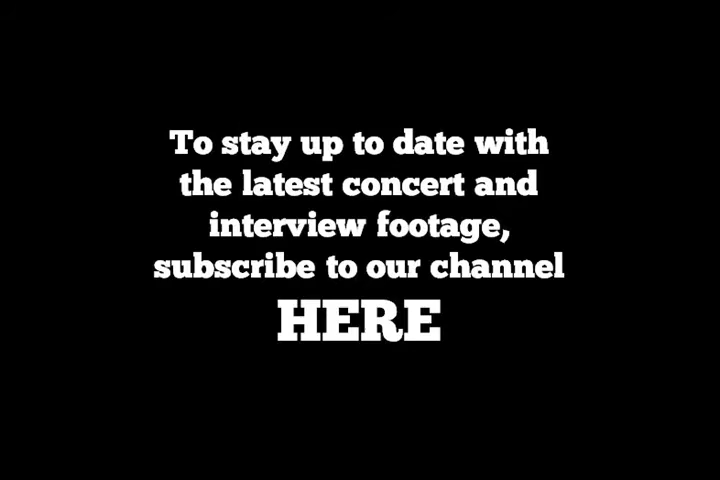 To stay up to date with
the latest concert and
interview footage,
subscribe to our channel
HERE